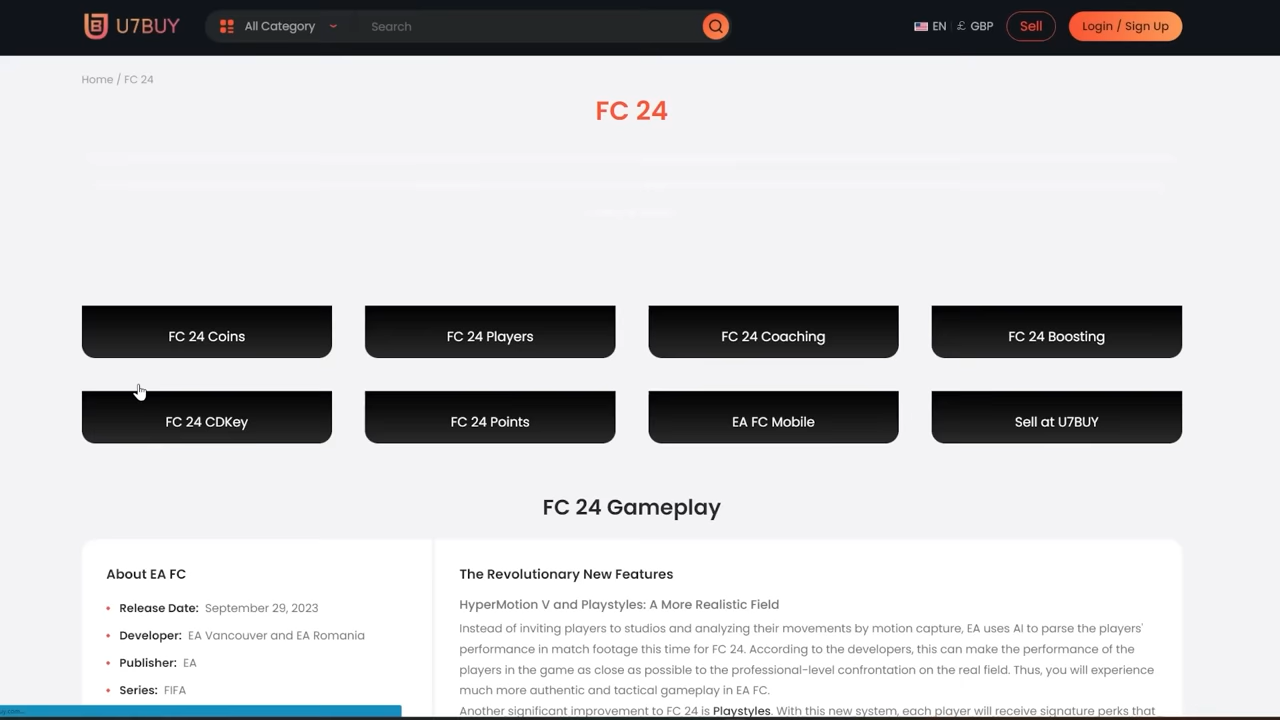 U7BUY
All Category
Search
EN
£ GBP
Sell
Login / Sign Up
Home / FC 24
FC 24
FC 24 Coins
FC 24 Players
FC 24 Coaching
FC 24 Boosting
FC 24 CDKey
FC 24 Points
EA FC Mobile
Sell at U7BUY
FC 24 Gameplay
About EA FC
Release Date: September 29, 2023
Developer: EA Vancouver and EA Romania
Publisher: EA
Series: FIFA
The Revolutionary New Features
HyperMotion V and Playstyles: A More Realistic Field
Instead of inviting players to studios and analyzing their movements by motion capture, EA uses AI to parse the players'
performance in match footage this time for FC 24. According to the developers, this can make the performance of the
players in the game as close as possible to the professional-level confrontation on the real field. Thus, you will experience
much more authentic and tactical gameplay in EA FC.
Another significant improvement to FC 24 is Playstyles. With this new system, each player will receive signature perks that